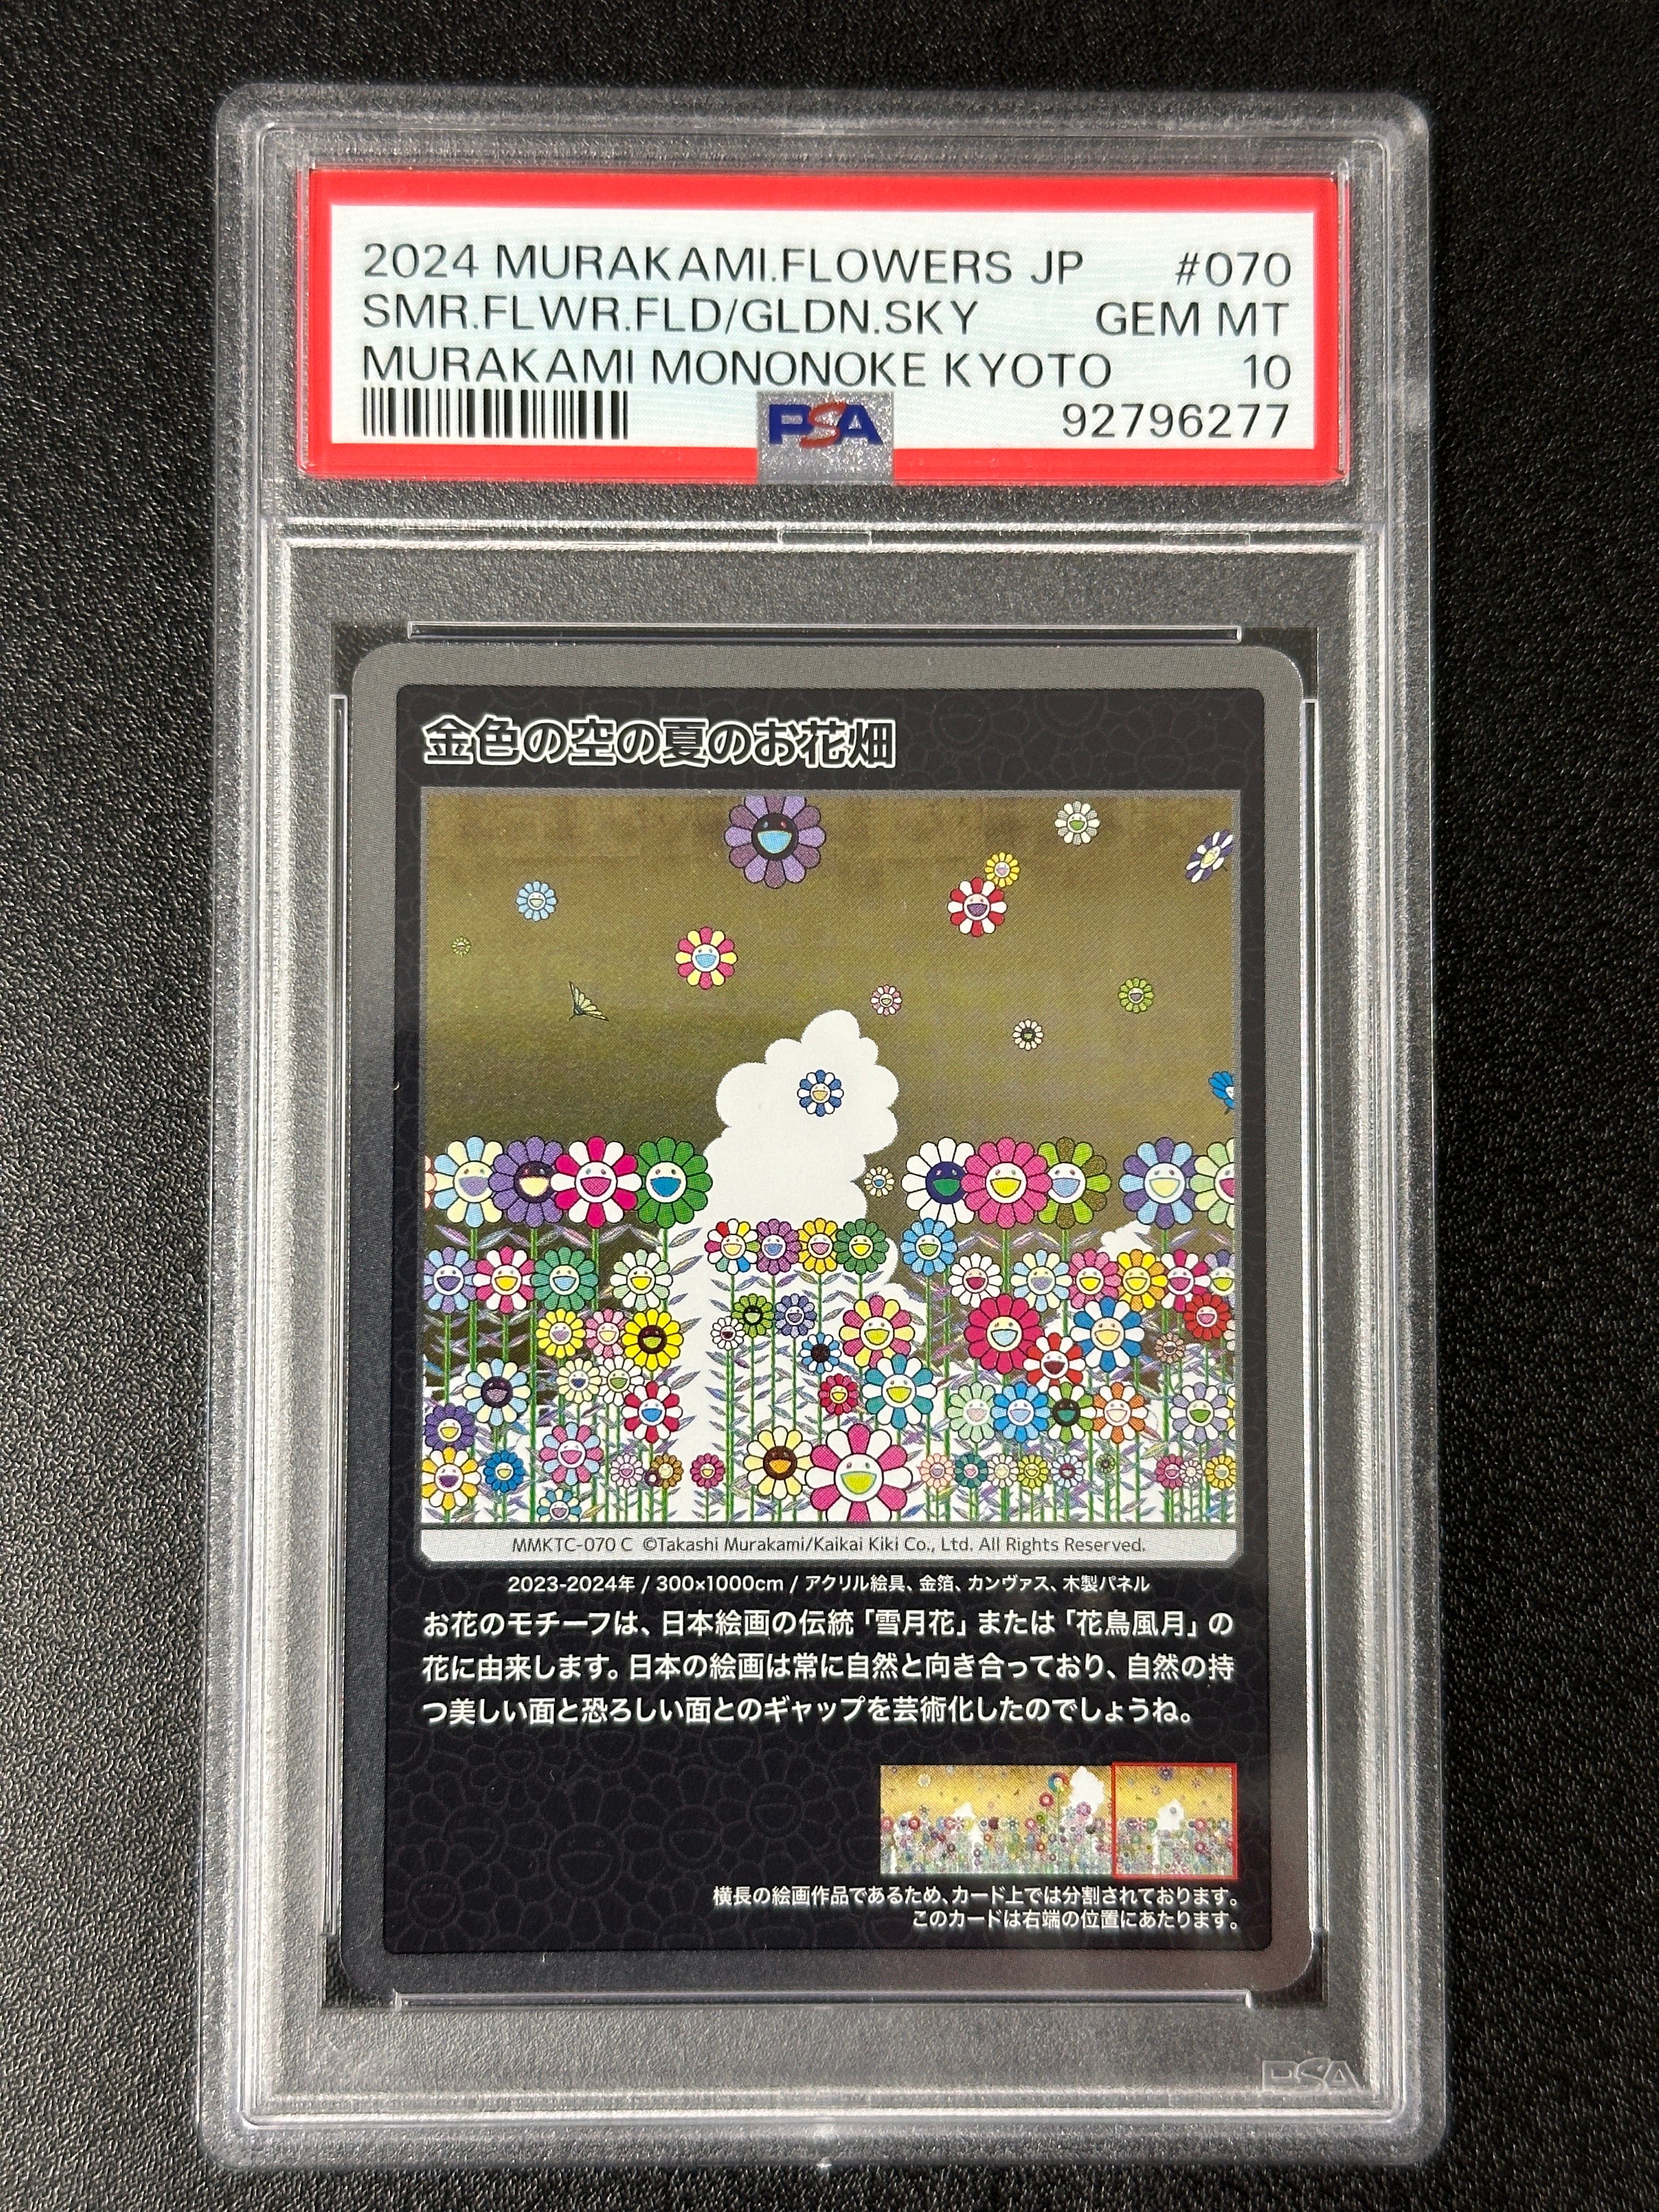 2024 MURAKAMI.FLOWERS JP #070
SMR.FLWR.FLD/GLDN.SKY GEM MT
MURAKAMI MONONOKE KYOTO 10
PSA 92796277
金色の空の夏のお花畑
MMKTC-070 C ©Takashi Murakami/Kaikai Kiki Co., Ltd. All Rights Reserved.
2023-2024年 / 300×1000cm / アクリル絵具、金箔、カンヴァス、木製パネル
お花のモチーフは、日本絵画の伝統「雪月花」または「花鳥風月」の
花に由来します。日本の絵画は常に自然と向き合っており、自然の持
つ美しい面と恐ろしい面とのギャップを芸術化したのでしょうね。
横長の絵画作品であるため、カード上では分割されております。
このカードは右端の位置にあたります。
PSA